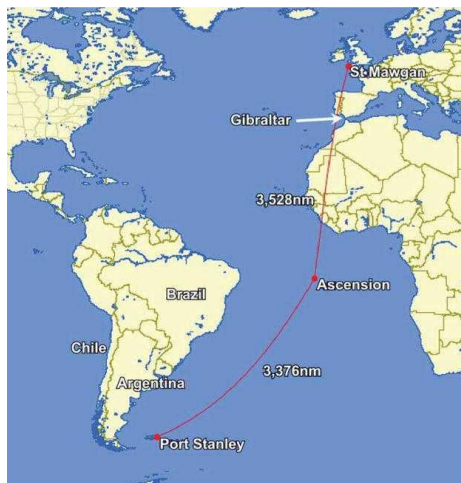 St Mawgan
Gibraltar
3,528nm
Ascension
Brazil
Chile
3,376nm
Argentina
Port Stanley